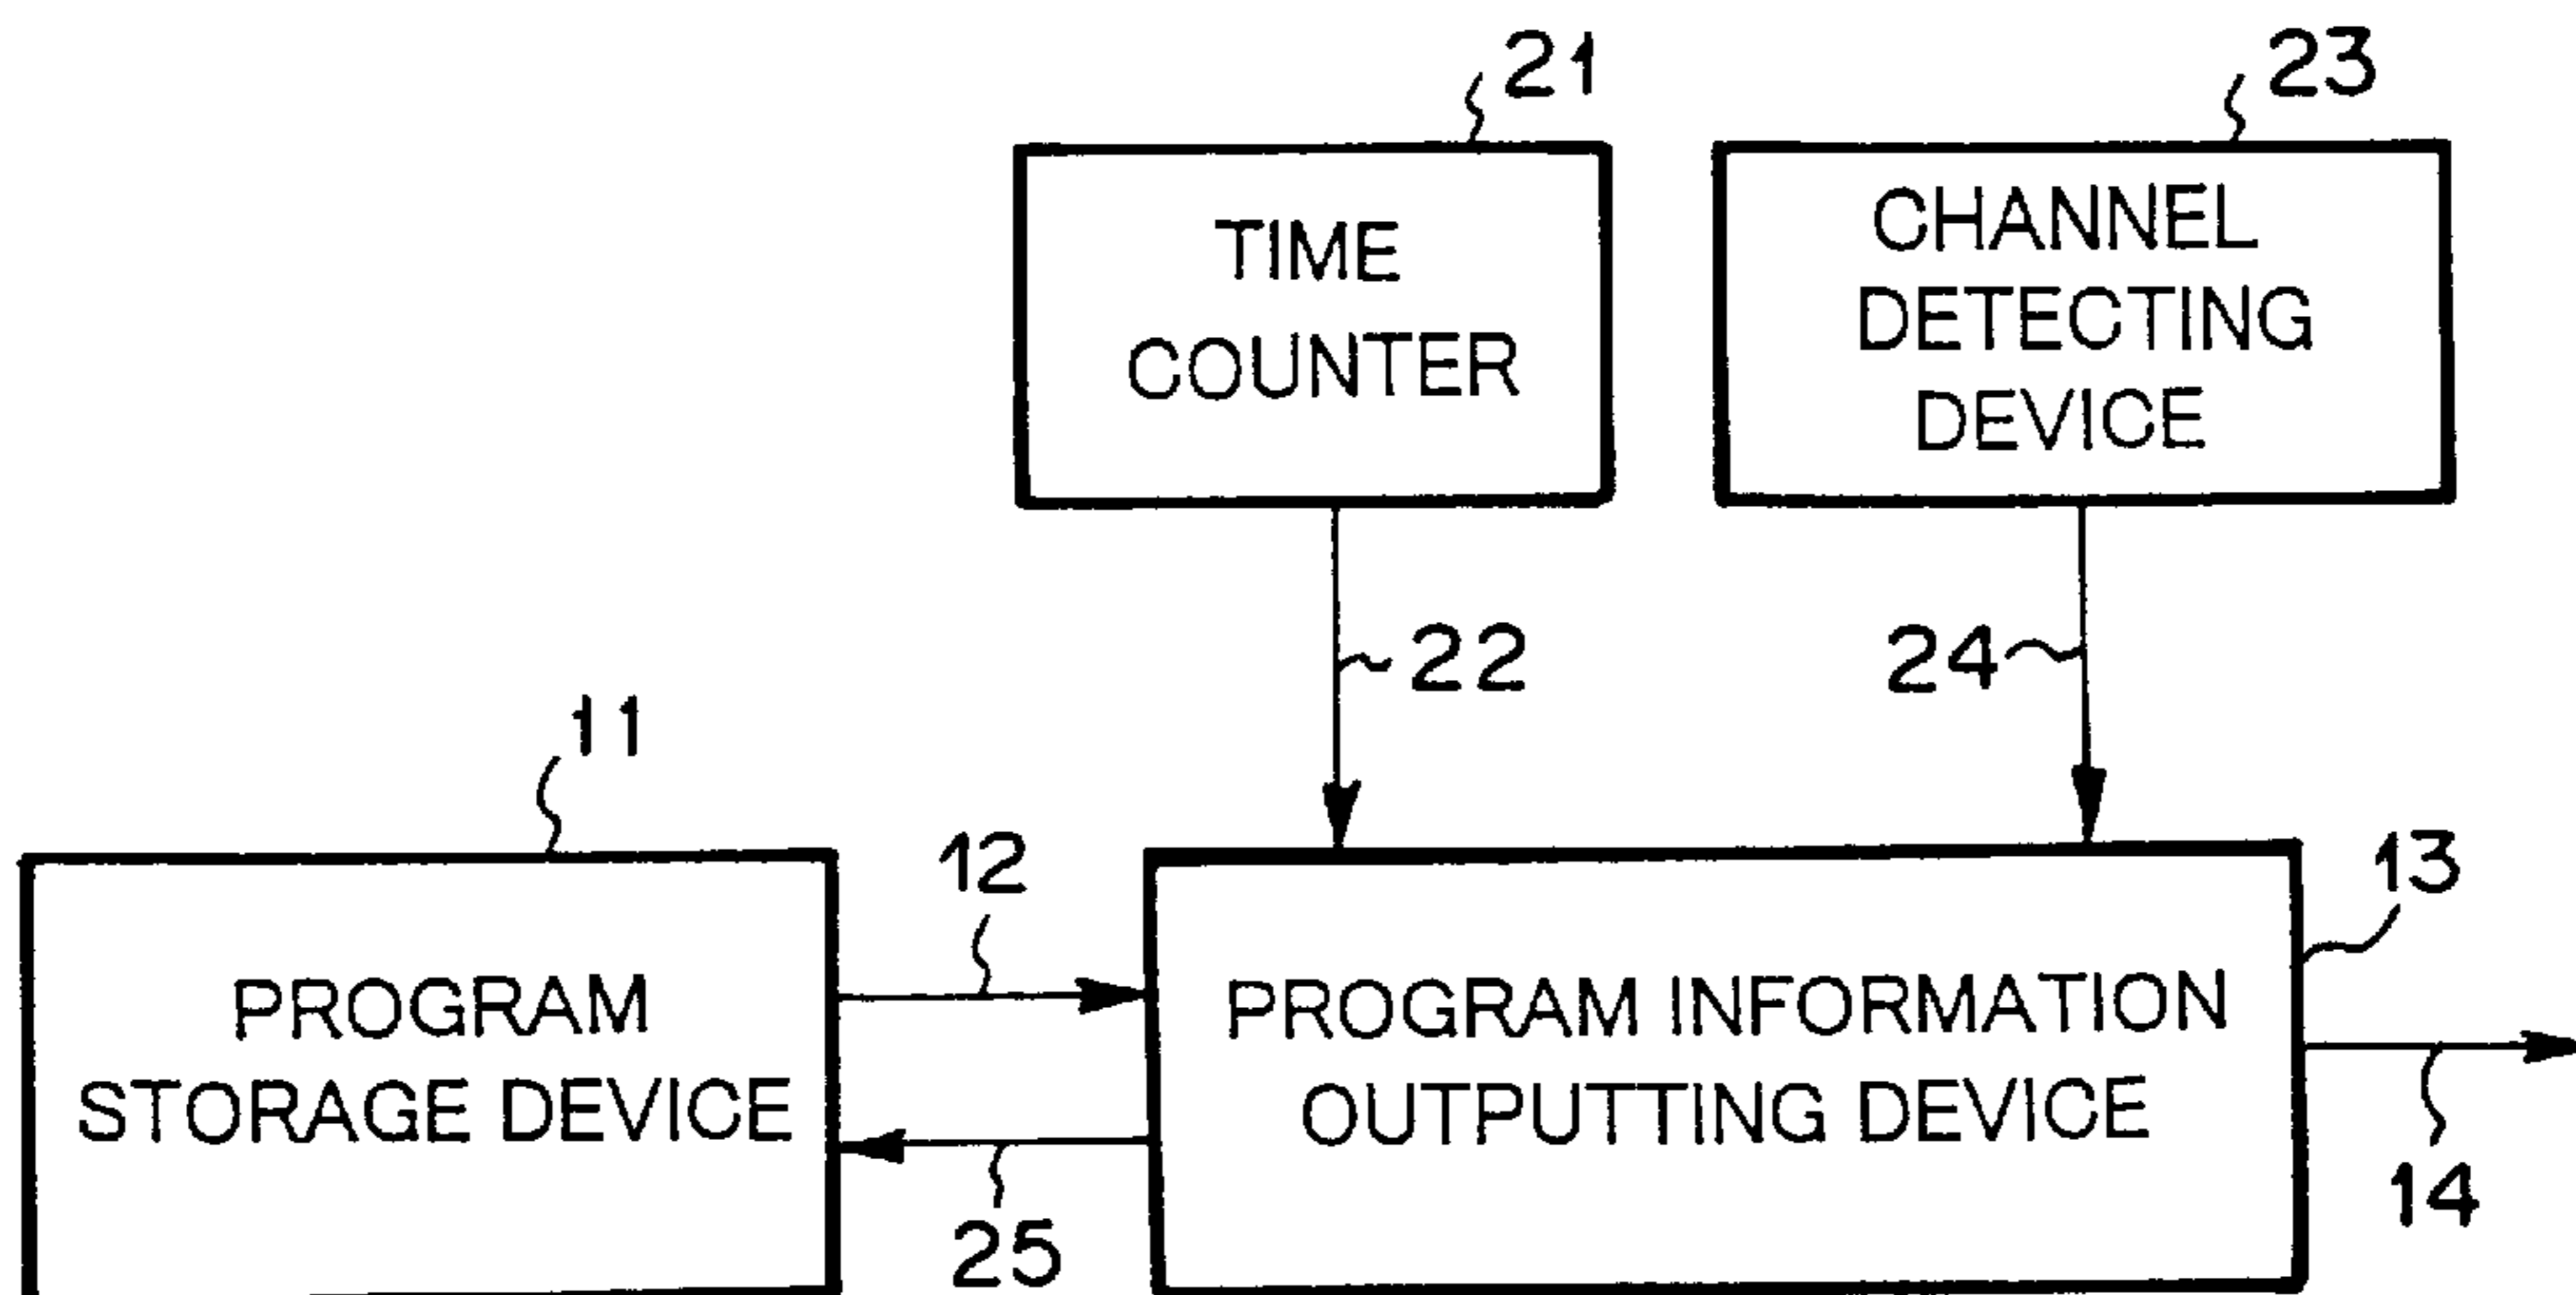 21
23
TIME
COUNTER
CHANNEL
DETECTING
DEVICE
22
24
11
12
13
PROGRAM
STORAGE DEVICE
PROGRAM INFORMATION
OUTPUTTING DEVICE
14
25